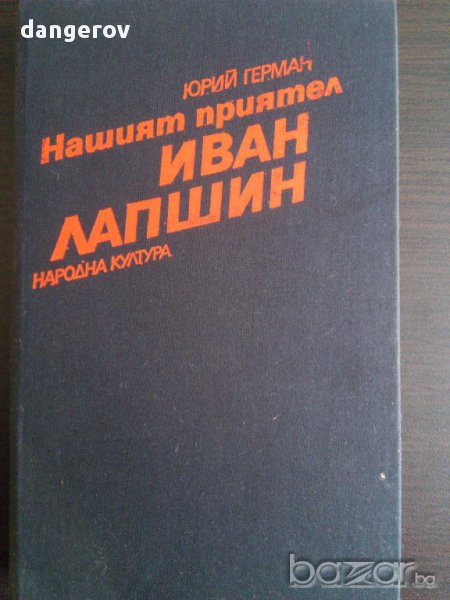 dangerov
ЮРИЙ ГЕРМАН
Нашият приятел
ИВАН
ЛАПШИН
НАРОДНА КУЛТУРА
bazar.bg